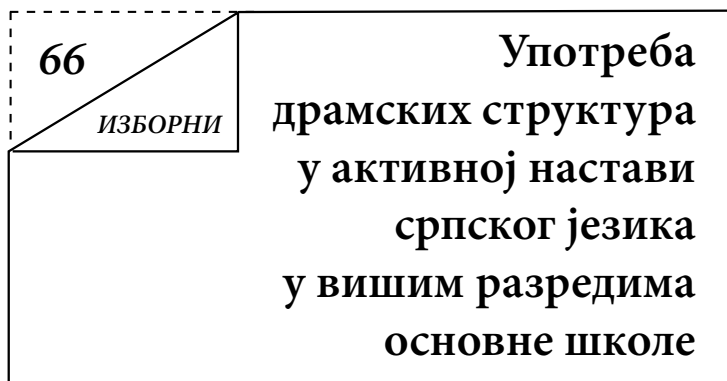 66
ИЗБОРНИ
Употреба
драмских структура
у активној настави
српског језика
у вишим разредима
основне школе